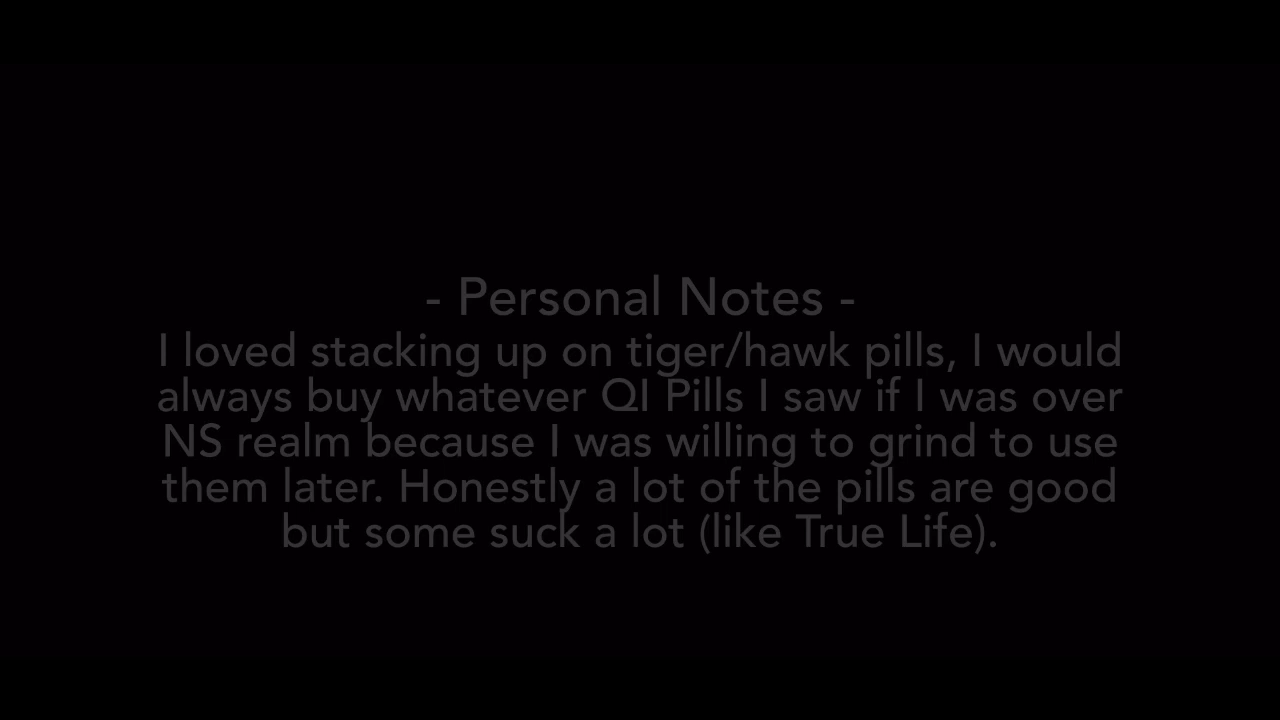 - Personal Notes -
I loved stacking up on tiger/hawk pills, I would
always buy whatever QI Pills I saw if I was over
NS realm because I was willing to grind to use
them later. Honestly a lot of the pills are good
but some suck a lot (like True Life).